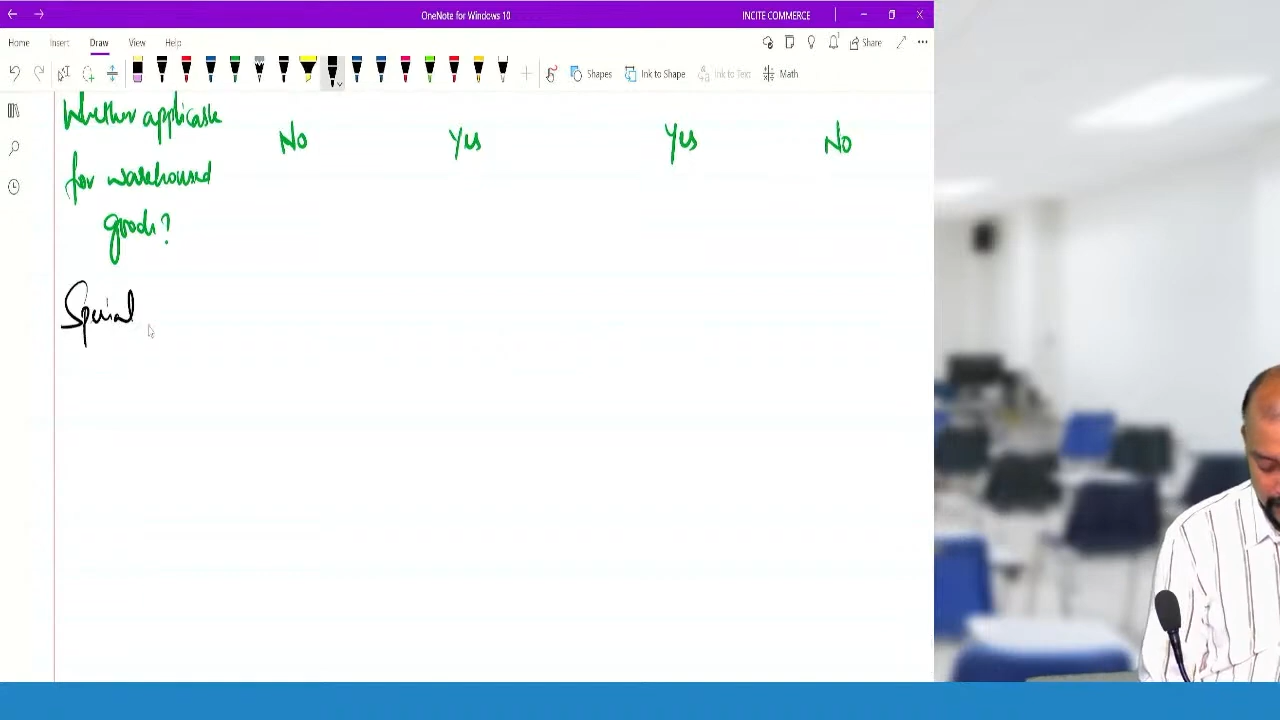 OneNote for Windows 10
INCITE COMMERCE
Home Insert Draw View Help
Share
Shapes Ink to Shape Ink to Text Math
Whether applicable
No Yes Yes No
for warehoused
goods?
Special